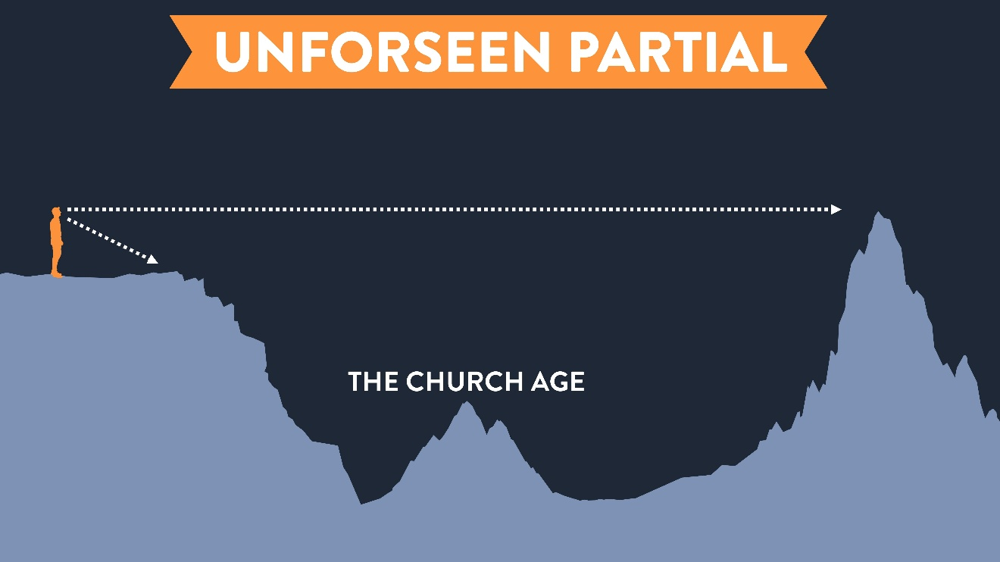 UNFORSEEN PARTIAL
THE CHURCH AGE